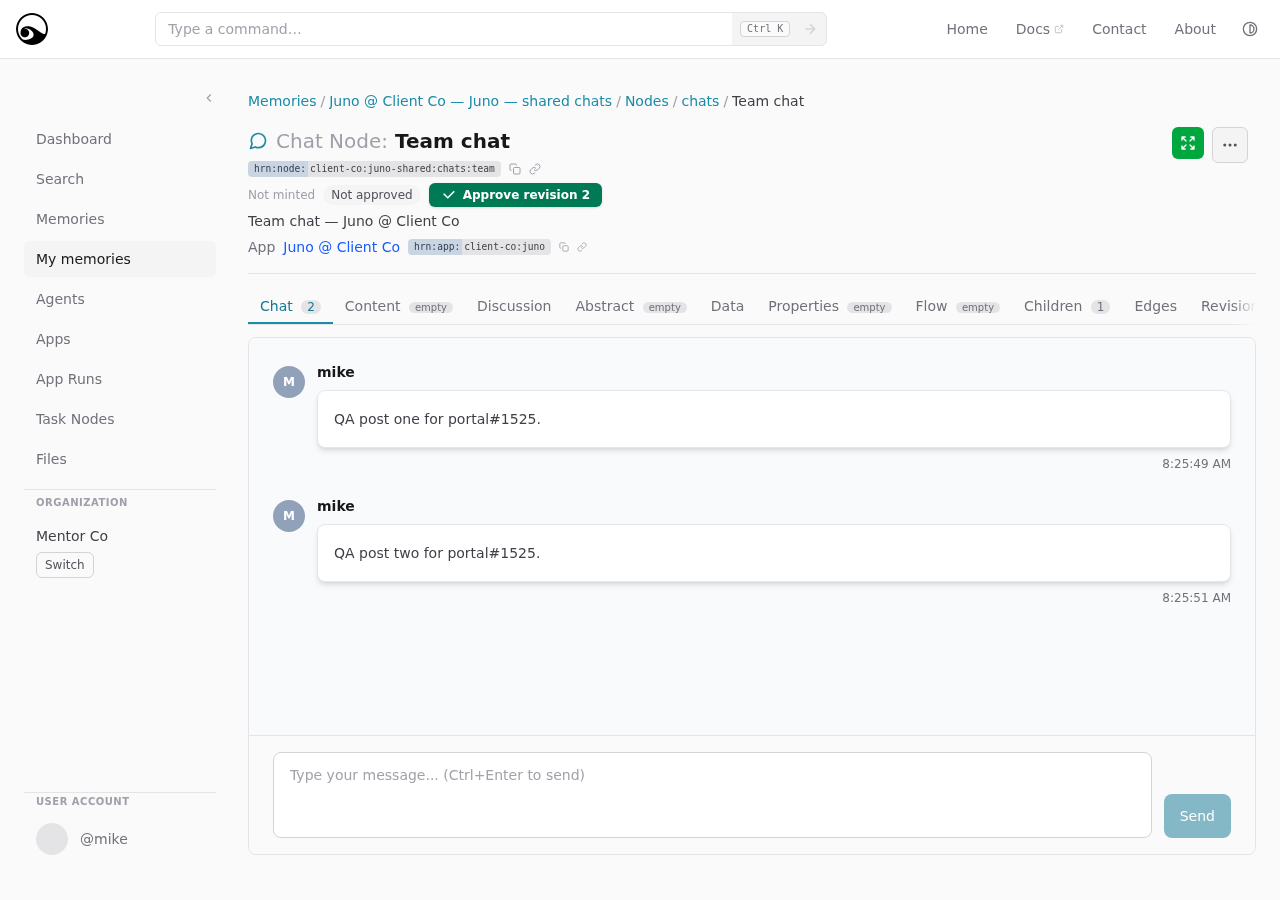 Type a command...
Ctrl K
Home
Docs
Contact
About
Dashboard
Search
Memories
My memories
Agents
Apps
App Runs
Task Nodes
Files
ORGANIZATION
Mentor Co
Switch
USER ACCOUNT
@mike
Memories / Juno @ Client Co — Juno — shared chats / Nodes / chats / Team chat
Chat Node: Team chat
hrn:node: client-co:juno-shared:chats:team
Not minted Not approved Approve revision 2
Team chat — Juno @ Client Co
App Juno @ Client Co hrn:app: client-co:juno
Chat 2 Content empty Discussion Abstract empty Data Properties empty Flow empty Children 1 Edges
M
mike
QA post one for portal#1525.
8:25:49 AM
M
mike
QA post two for portal#1525.
8:25:51 AM
Type your message... (Ctrl+Enter to send)
Send